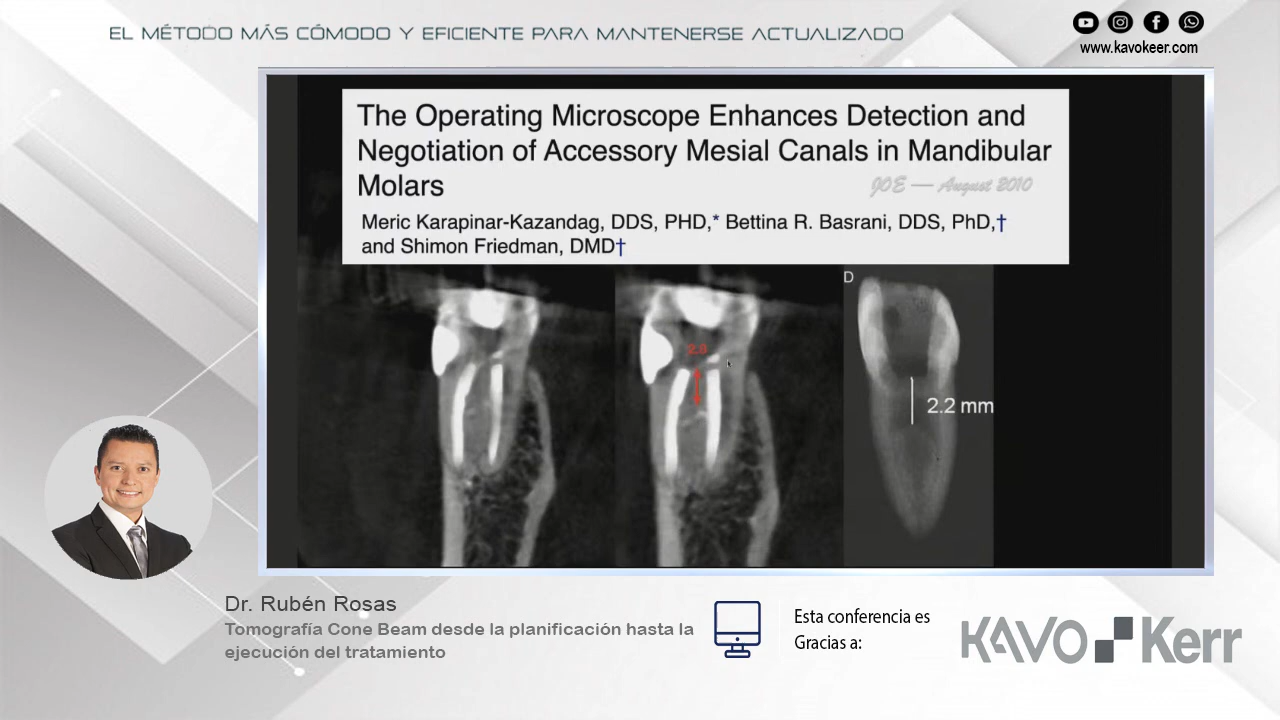 EL MÉTODO MÁS CÓMODO Y EFICIENTE PARA MANTENERSE ACTUALIZADO
www.kavokeer.com
The Operating Microscope Enhances Detection and
Negotiation of Accessory Mesial Canals in Mandibular
Molars
JOE — August 2010
Meric Karapinar-Kazandag, DDS, PHD,* Bettina R. Basrani, DDS, PhD,†
and Shimon Friedman, DMD†
D
2.2 mm
Dr. Rubén Rosas
Tomografía Cone Beam desde la planificación hasta la
ejecución del tratamiento
Esta conferencia es
Gracias a:
KAVO Kerr